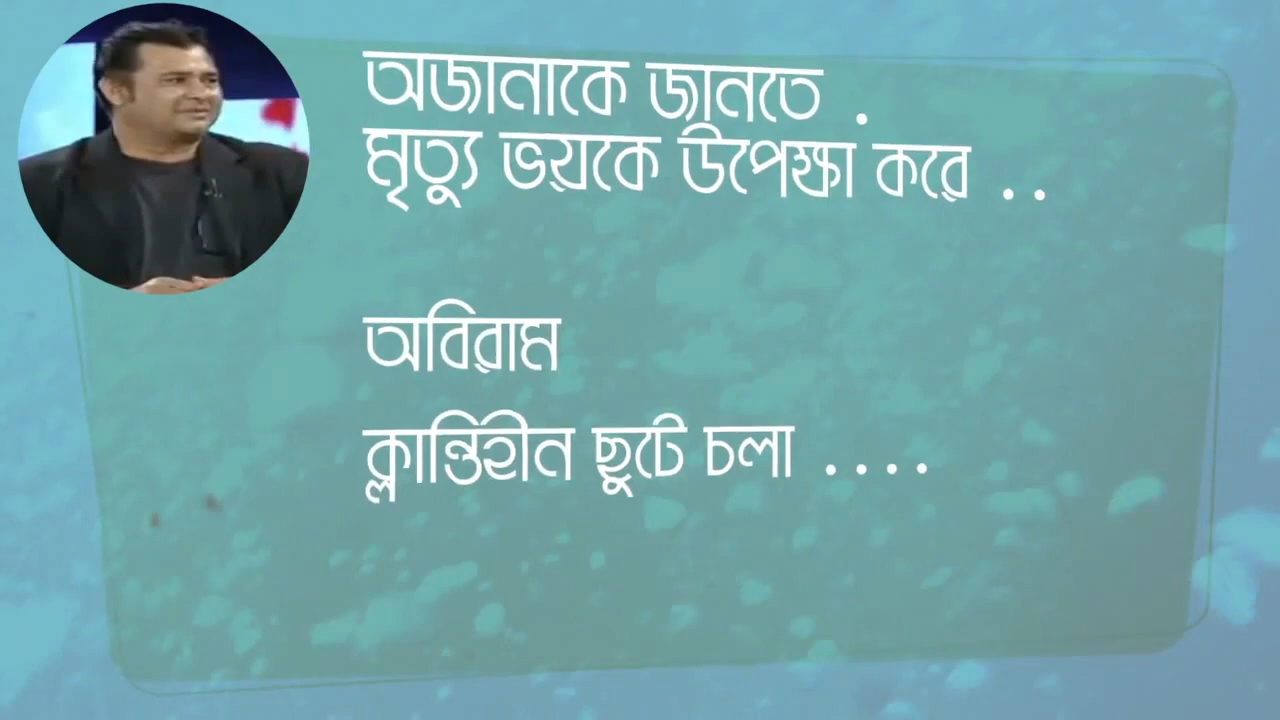 অজানাকে জানতে .
মৃত্যু ভয়কে উপেক্ষা করে ..
অবিরাম
ক্লান্তিহীন ছুটে চলা ....